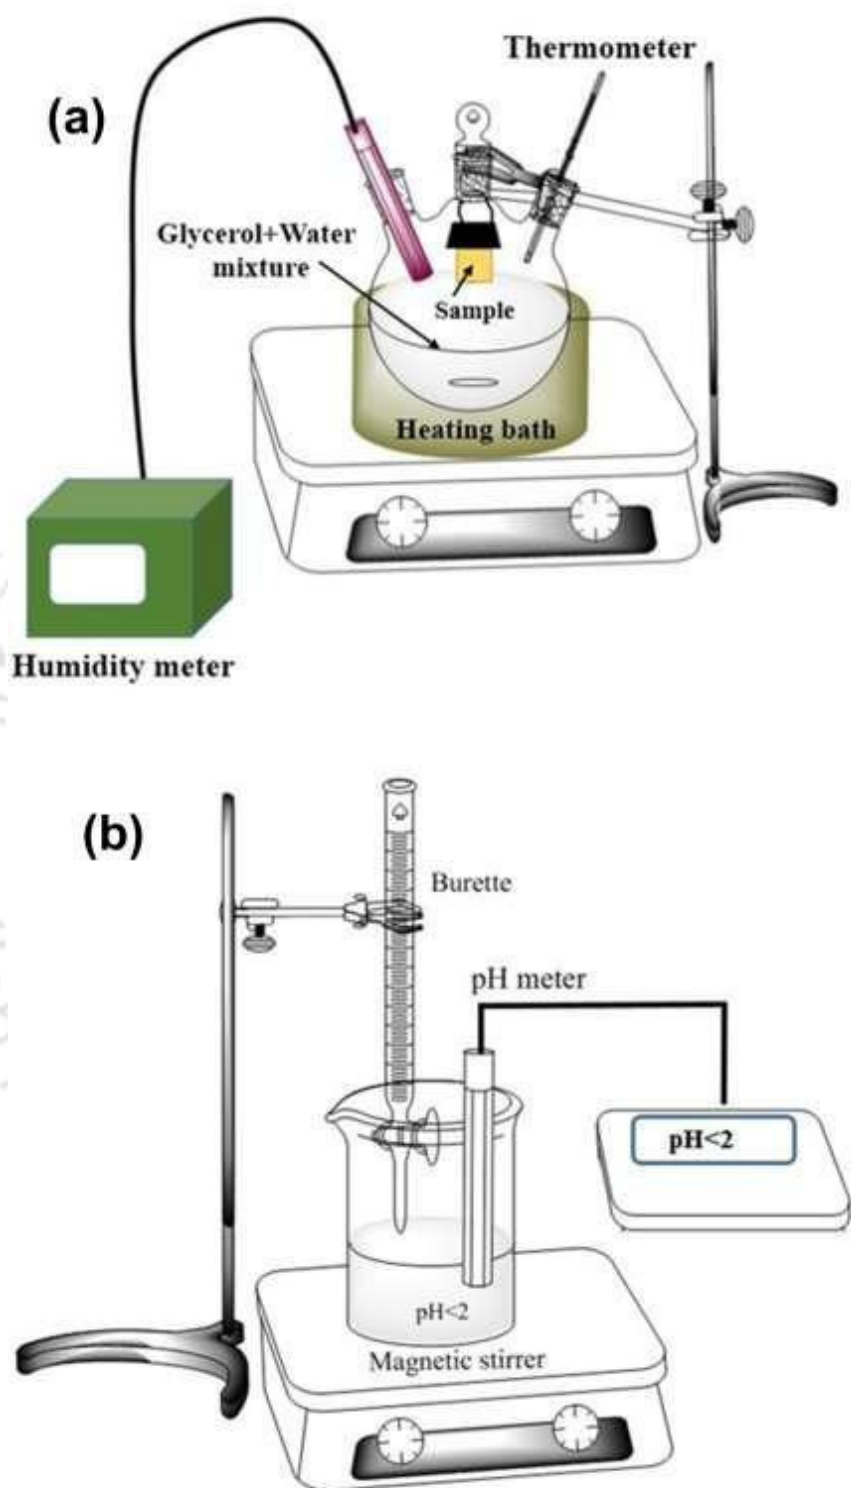 Thermometer
(a)
Glycerol+Water
mixture
Sample
Heating bath
Humidity meter
(b)
Burette
pH meter
pH<2
pH<2
Magnetic stirrer